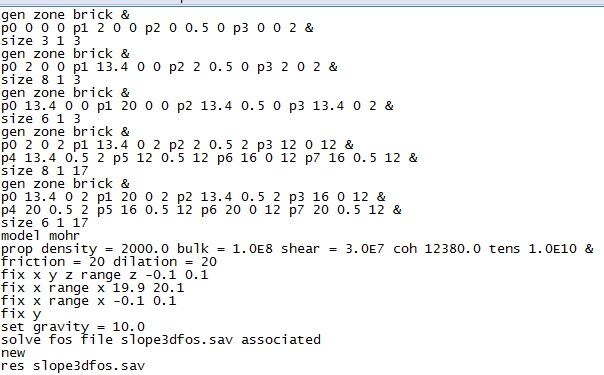 gen zone brick &
p0 0 0 0 p1 2 0 0 p2 0 0.5 0 p3 0 0 2 &
size 3 1 3
gen zone brick &
p0 2 0 0 p1 13.4 0 0 p2 2 0.5 0 p3 2 0 2 &
size 8 1 3
gen zone brick &
p0 13.4 0 0 p1 20 0 0 p2 13.4 0.5 0 p3 13.4 0 2 &
size 6 1 3
gen zone brick &
p0 2 0 2 p1 13.4 0 2 p2 2 0.5 2 p3 12 0 12 &
p4 13.4 0.5 2 p5 12 0.5 12 p6 16 0 12 p7 16 0.5 12 &
size 8 1 17
gen zone brick &
p0 13.4 0 2 p1 20 0 2 p2 13.4 0.5 2 p3 16 0 12 &
p4 20 0.5 2 p5 16 0.5 12 p6 20 0 12 p7 20 0.5 12 &
size 6 1 17
model mohr
prop density = 2000.0 bulk = 1.0E8 shear = 3.0E7 coh 12380.0 tens 1.0E10 &
friction = 20 dilation = 20
fix x y z range z -0.1 0.1
fix x range x 19.9 20.1
fix x range x -0.1 0.1
fix y
set gravity = 10.0
solve fos file slope3dfos.sav associated
new
res slope3dfos.sav